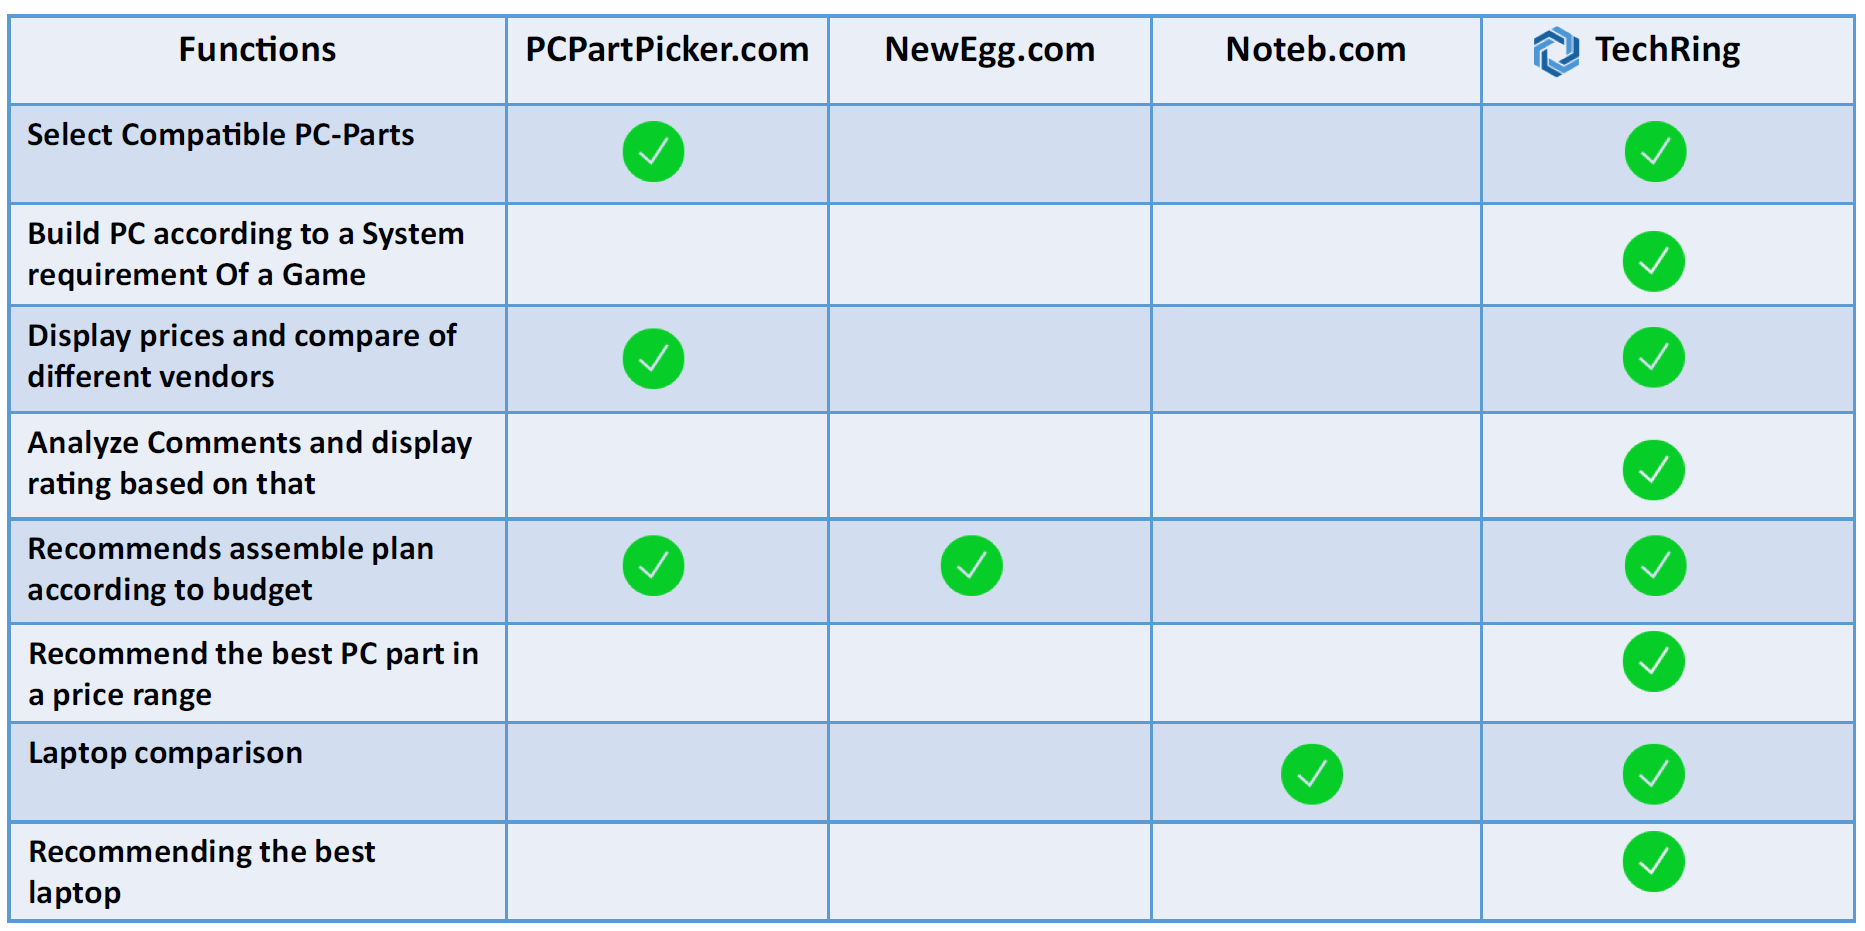 Functions
PCPartPicker.com
NewEgg.com
Noteb.com
TechRing
Select Compatible PC-Parts
Build PC according to a System
requirement Of a Game
Display prices and compare of
different vendors
Analyze Comments and display
rating based on that
Recommends assemble plan
according to budget
Recommend the best PC part in
a price range
Laptop comparison
Recommending the best
laptop